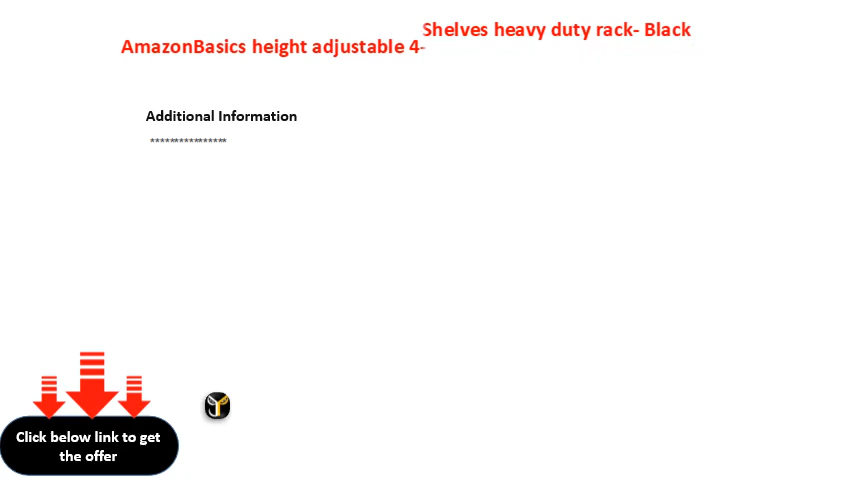 AmazonBasics height adjustable 4-
Shelves heavy duty rack- Black
Additional Information
****************
Click below link to get
the offer